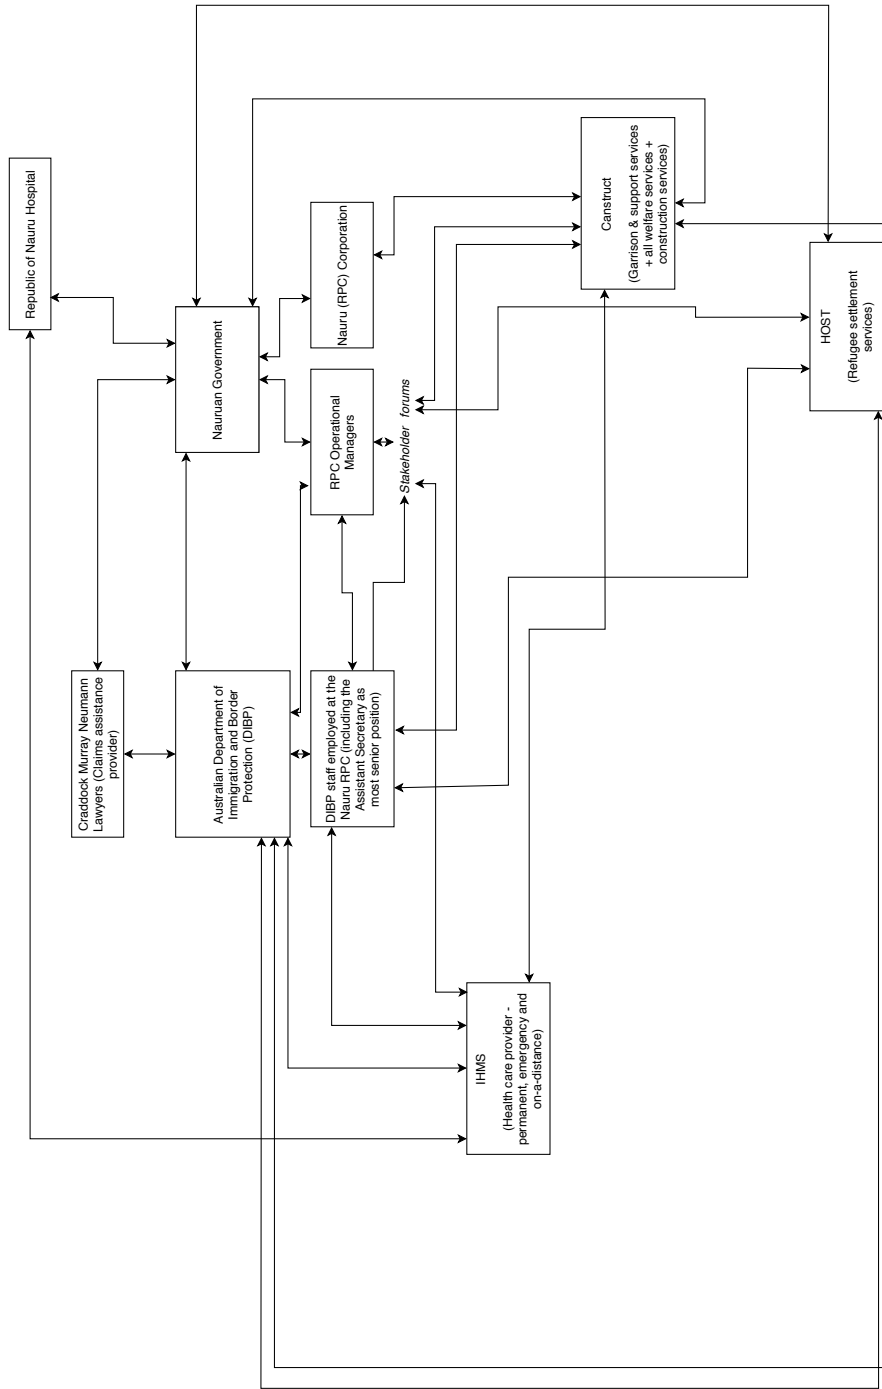 Republic of Nauru Hospital
Craddock Murray Neumann
Lawyers (Claims assistance
provider)
Australian Department of
Immigration and Border
Protection (DIBP)
Nauruan Government
DIBP staff employed at the
Nauru RPC (including the
Assistant Secretary as
most senior position)
RPC Operational
Managers
Nauru (RPC) Corporation
Stakeholder forums
IHMS
(Health care provider -
permanent, emergency and
on-a-distance)
Canstruct
(Garrison & support services
+ all welfare services +
construction services)
HOST
(Refugee settlement
services)